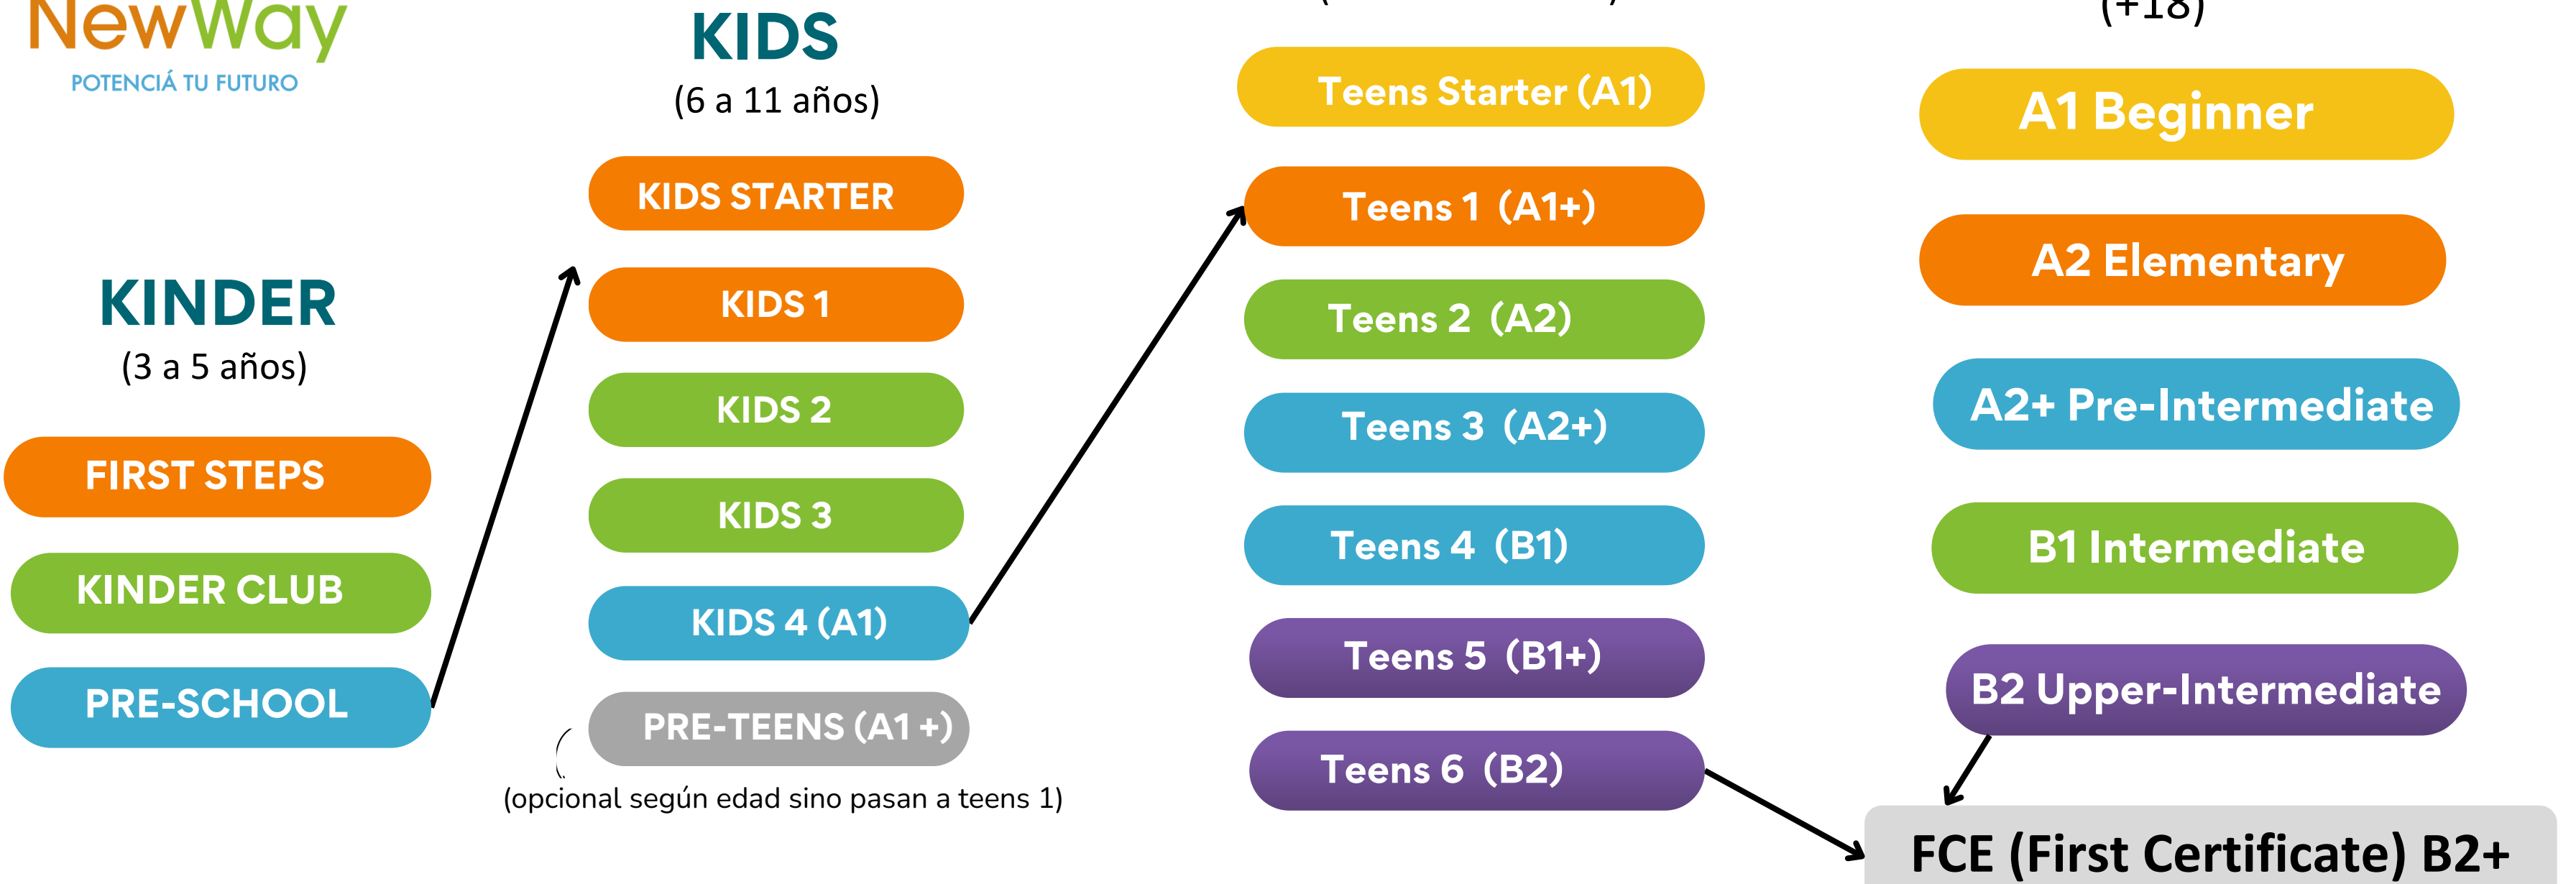 NewWay
POTENCIÁ TU FUTURO
KINDER
(3 a 5 años)
FIRST STEPS
KINDER CLUB
PRE-SCHOOL
KIDS
(6 a 11 años)
KIDS STARTER
KIDS 1
KIDS 2
KIDS 3
KIDS 4 (A1)
PRE-TEENS (A1 +)
(opcional según edad sino pasan a teens 1)
Teens Starter (A1)
Teens 1 (A1+)
Teens 2 (A2)
Teens 3 (A2+)
Teens 4 (B1)
Teens 5 (B1+)
Teens 6 (B2)
(+18)
A1 Beginner
A2 Elementary
A2+ Pre-Intermediate
B1 Intermediate
B2 Upper-Intermediate
FCE (First Certificate) B2+